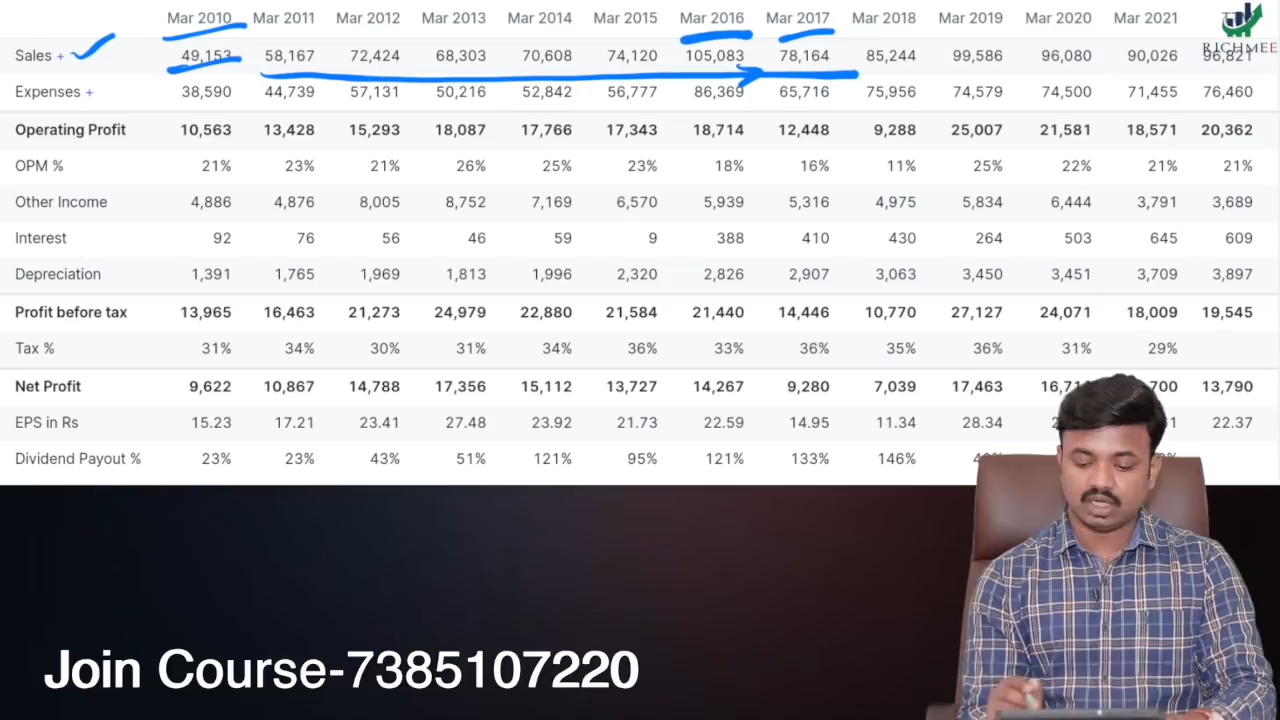 Mar 2010 Mar 2011 Mar 2012 Mar 2013 Mar 2014 Mar 2015 Mar 2016 Mar 2017 Mar 2018 Mar 2019 Mar 2020 Mar 2021
RICHMEE
Sales + 49,153 58,167 72,424 68,303 70,608 74,120 105,083 78,164 85,244 99,586 96,080 90,026 96,821
Expenses + 38,590 44,739 57,131 50,216 52,842 56,777 86,369 65,716 75,956 74,579 74,500 71,455 76,460
Operating Profit 10,563 13,428 15,293 18,087 17,766 17,343 18,714 12,448 9,288 25,007 21,581 18,571 20,362
OPM % 21% 23% 21% 26% 25% 23% 18% 16% 11% 25% 22% 21% 21%
Other Income 4,886 4,876 8,005 8,752 7,169 6,570 5,939 5,316 4,975 5,834 6,444 3,791 3,689
Interest 92 76 56 46 59 9 388 410 430 264 503 645 609
Depreciation 1,391 1,765 1,969 1,813 1,996 2,320 2,826 2,907 3,063 3,450 3,451 3,709 3,897
Profit before tax 13,965 16,463 21,273 24,979 22,880 21,584 21,440 14,446 10,770 27,127 24,071 18,009 19,545
Tax % 31% 34% 30% 31% 34% 36% 33% 36% 35% 36% 31% 29%
Net Profit 9,622 10,867 14,788 17,356 15,112 13,727 14,267 9,280 7,039 17,463 13,790
EPS in Rs 15.23 17.21 23.41 27.48 23.92 21.73 22.59 14.95 11.34 28.34 22.37
Dividend Payout % 23% 23% 43% 51% 121% 95% 121% 133% 146%
Join Course-7385107220